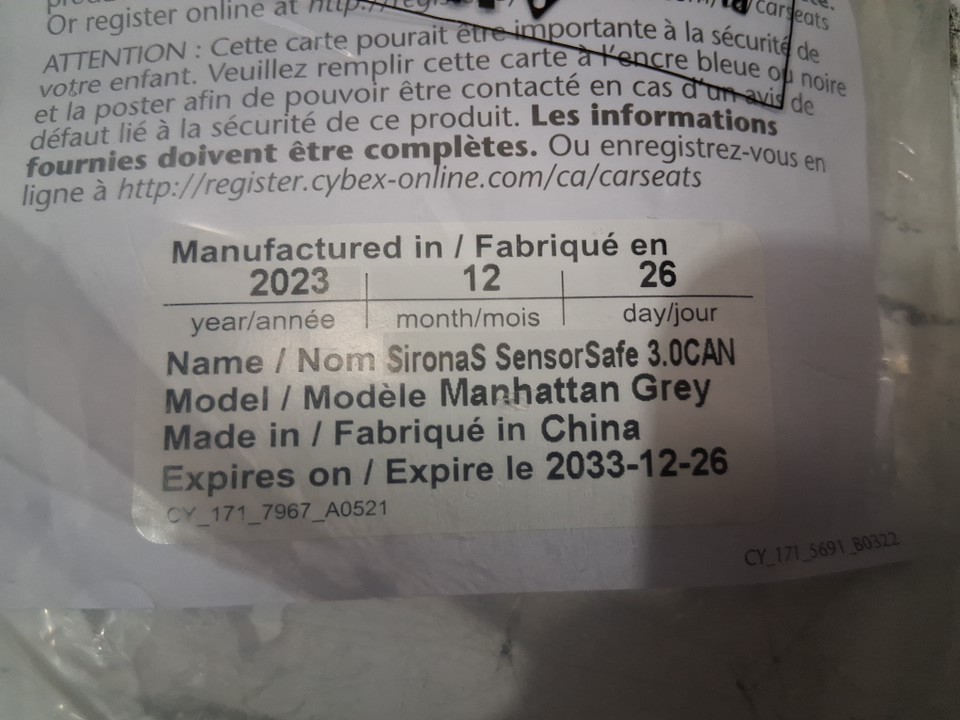 Or register online at http://regis
carseats
ATTENTION : Cette carte pourait être importante à la sécurité de
votre enfant. Veuillez remplir cette carte à l'encre bleue ou noire
et la poster afin de pouvoir être contacté en cas d'un avis de
défaut lié à la sécurité de ce produit. Les informations
fournies doivent être complètes. Ou enregistrez-vous en
ligne à http://register.cybex-online.com/ca/carseats
Manufactured in / Fabriqué en
2023 12 26
year/année month/mois day/jour
Name / Nom SironaS SensorSafe 3.0CAN
Model / Modèle Manhattan Grey
Made in / Fabriqué in China
Expires on / Expire le 2033-12-26
CY_171_7967_A0521
CY_171_5691_B0322